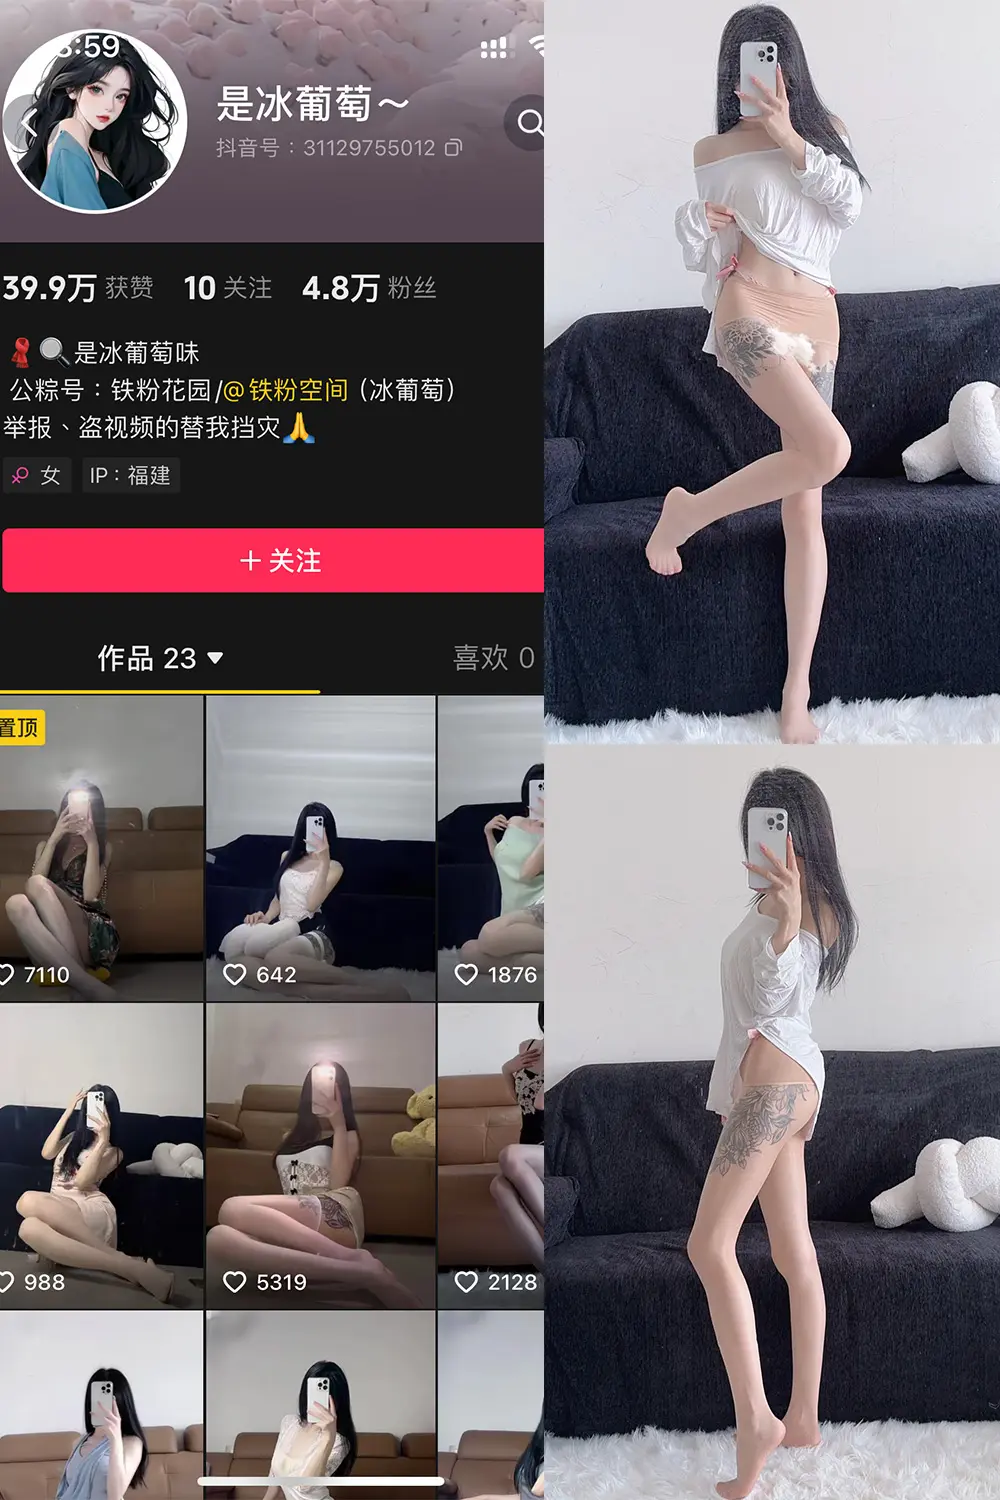 3:59
是冰葡萄～
抖音号：31129755012
39.9万 获赞 10 关注 4.8万 粉丝
是冰葡萄味
公粽号：铁粉花园/@铁粉空间（冰葡萄）
举报、盗视频的替我挡灾🙏
女 IP：福建
＋关注
作品 23 喜欢 0
置顶
7110 642 1876
988 5319 2128